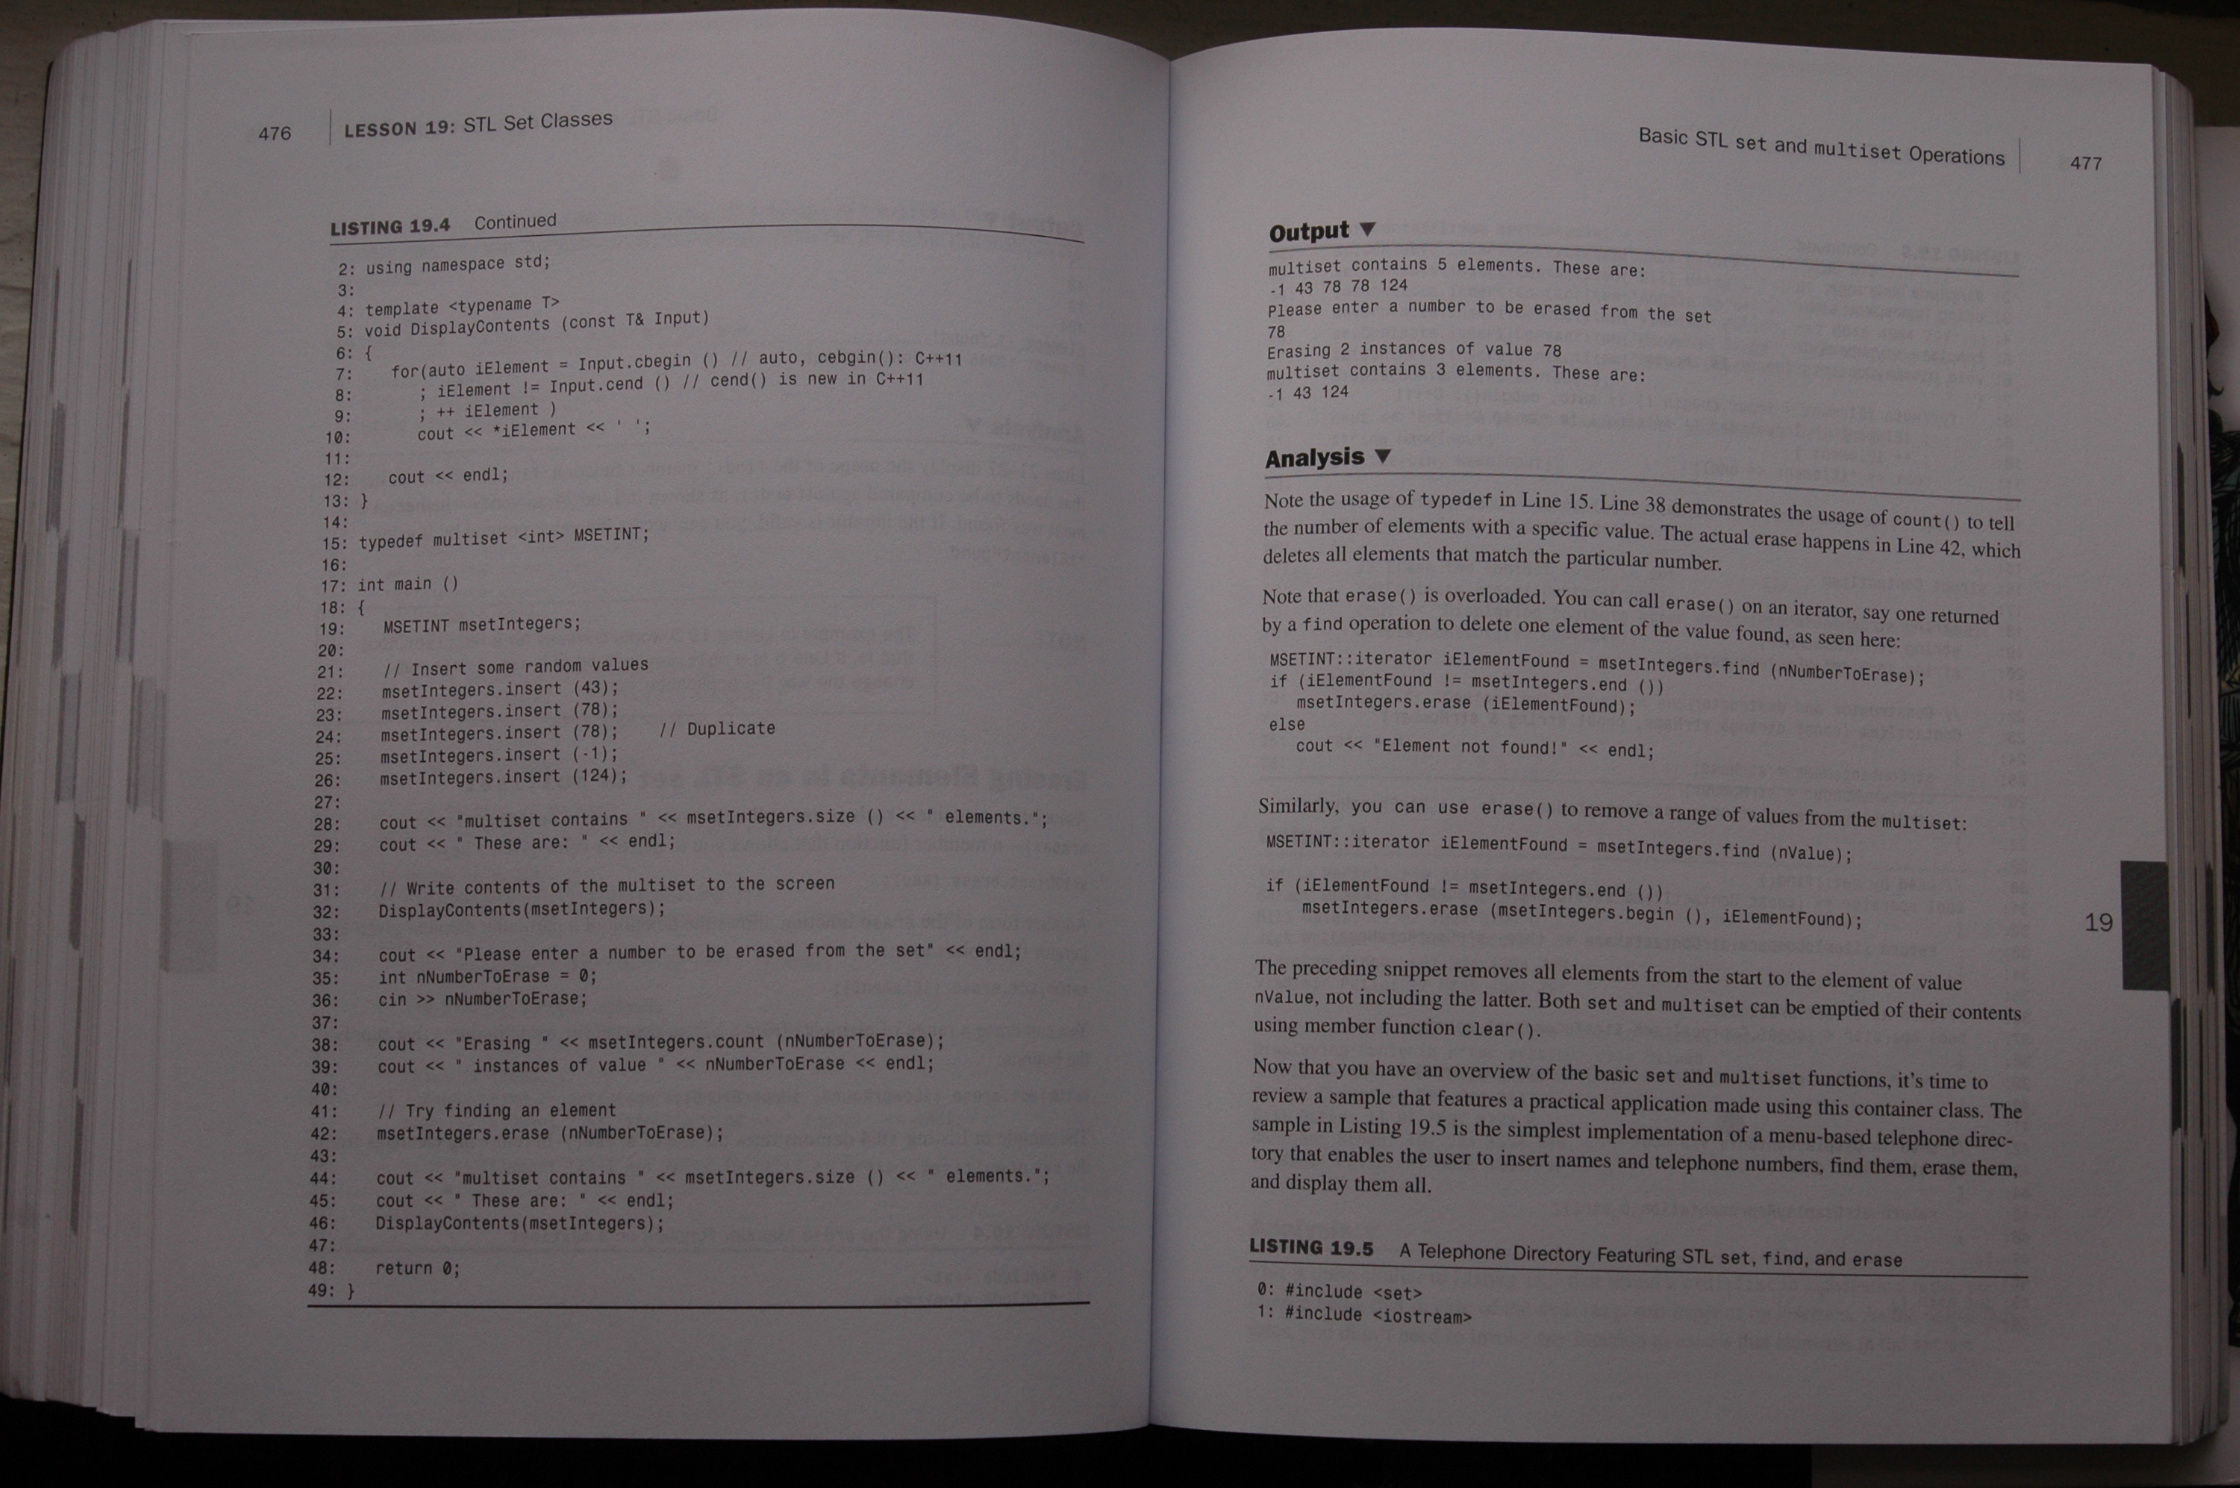 476 LESSON 19: STL Set Classes
LISTING 19.4 Continued
2: using namespace std;
3:
4: template <typename T>
5: void DisplayContents (const T& Input)
6: {
7: for(auto iElement = Input.cbegin () // auto, cebgin(): C++11
8: ; iElement != Input.cend () // cend() is new in C++11
9: ; ++ iElement )
10: cout << *iElement << ' ';
11:
12: cout << endl;
13: }
14:
15: typedef multiset <int> MSETINT;
16:
17: int main ()
18: {
19: MSETINT msetIntegers;
20:
21: // Insert some random values
22: msetIntegers.insert (43);
23: msetIntegers.insert (78);
24: msetIntegers.insert (78); // Duplicate
25: msetIntegers.insert (-1);
26: msetIntegers.insert (124);
27:
28: cout << "multiset contains " << msetIntegers.size () << " elements.";
29: cout << " These are: " << endl;
30:
31: // Write contents of the multiset to the screen
32: DisplayContents(msetIntegers);
33:
34: cout << "Please enter a number to be erased from the set" << endl;
35: int nNumberToErase = 0;
36: cin >> nNumberToErase;
37:
38: cout << "Erasing " << msetIntegers.count (nNumberToErase);
39: cout << " instances of value " << nNumberToErase << endl;
40:
41: // Try finding an element
42: msetIntegers.erase (nNumberToErase);
43:
44: cout << "multiset contains " << msetIntegers.size () << " elements.";
45: cout << " These are: " << endl;
46: DisplayContents(msetIntegers);
47:
48: return 0;
49: }
Basic STL set and multiset Operations 477
Output ▼
multiset contains 5 elements. These are:
-1 43 78 78 124
Please enter a number to be erased from the set
78
Erasing 2 instances of value 78
multiset contains 3 elements. These are:
-1 43 124
Analysis ▼
Note the usage of typedef in Line 15. Line 38 demonstrates the usage of count() to tell
the number of elements with a specific value. The actual erase happens in Line 42, which
deletes all elements that match the particular number.
Note that erase() is overloaded. You can call erase() on an iterator, say one returned
by a find operation to delete one element of the value found, as seen here:
MSETINT::iterator iElementFound = msetIntegers.find (nNumberToErase);
if (iElementFound != msetIntegers.end ())
msetIntegers.erase (iElementFound);
else
cout << "Element not found!" << endl;
Similarly, you can use erase() to remove a range of values from the multiset:
MSETINT::iterator iElementFound = msetIntegers.find (nValue);
if (iElementFound != msetIntegers.end ())
msetIntegers.erase (msetIntegers.begin (), iElementFound);
19
The preceding snippet removes all elements from the start to the element of value
nValue, not including the latter. Both set and multiset can be emptied of their contents
using member function clear().
Now that you have an overview of the basic set and multiset functions, it's time to
review a sample that features a practical application made using this container class. The
sample in Listing 19.5 is the simplest implementation of a menu-based telephone direc-
tory that enables the user to insert names and telephone numbers, find them, erase them,
and display them all.
LISTING 19.5 A Telephone Directory Featuring STL set, find, and erase
0: #include <set>
1: #include <iostream>